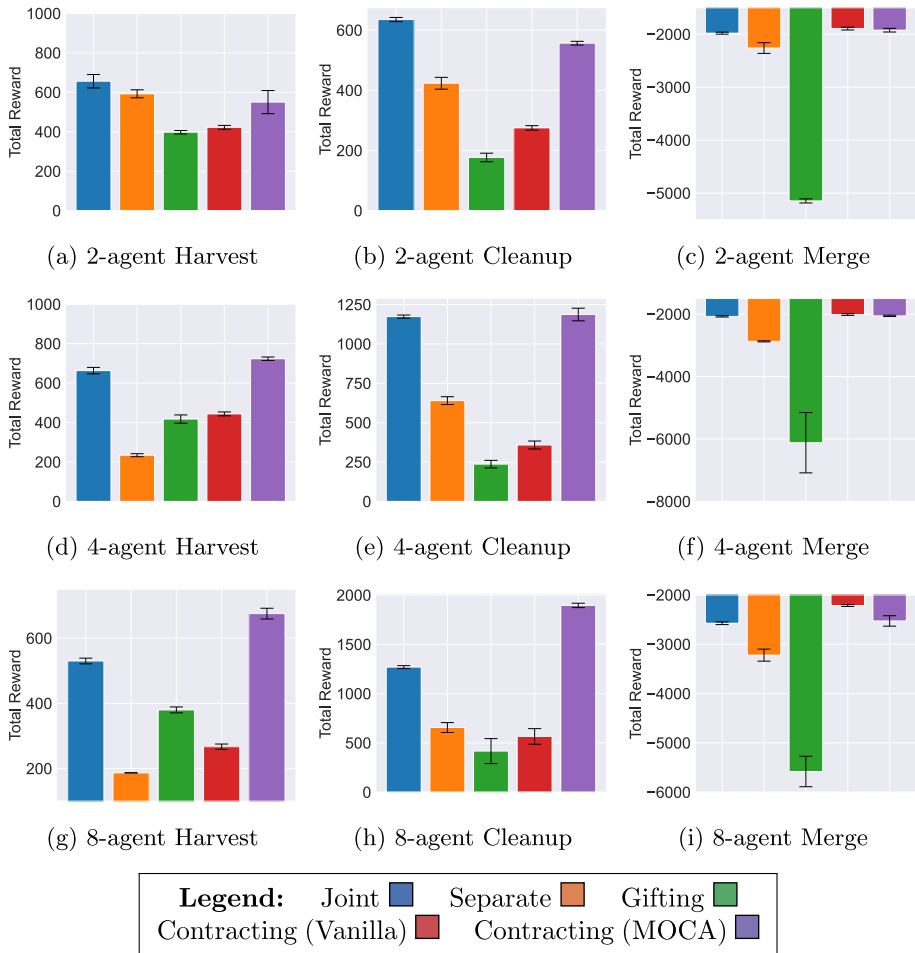 1000
800
600
400
200
0
Total Reward
(a) 2-agent Harvest
600
400
200
0
Total Reward
(b) 2-agent Cleanup
−2000
−3000
−4000
−5000
Total Reward
(c) 2-agent Merge
1000
800
600
400
200
0
Total Reward
(d) 4-agent Harvest
1250
1000
750
500
250
0
Total Reward
(e) 4-agent Cleanup
−2000
−4000
−6000
−8000
Total Reward
(f) 4-agent Merge
600
400
200
Total Reward
(g) 8-agent Harvest
2000
1500
1000
500
0
Total Reward
(h) 8-agent Cleanup
−2000
−3000
−4000
−5000
−6000
Total Reward
(i) 8-agent Merge
Legend: Joint Separate Gifting
Contracting (Vanilla) Contracting (MOCA)